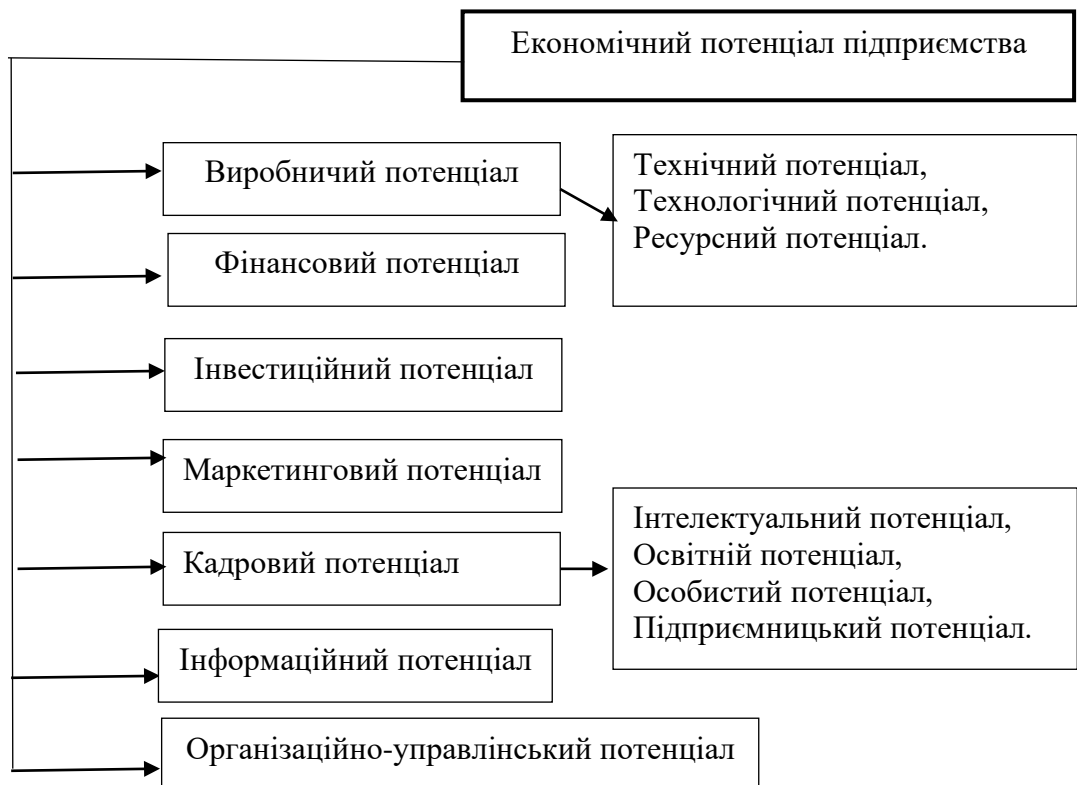 Економічний потенціал підприємства
Виробничий потенціал
Технічний потенціал,
Технологічний потенціал,
Ресурсний потенціал.
Фінансовий потенціал
Інвестиційний потенціал
Маркетинговий потенціал
Кадровий потенціал
Інтелектуальний потенціал,
Освітній потенціал,
Особистий потенціал,
Підприємницький потенціал.
Інформаційний потенціал
Організаційно-управлінський потенціал